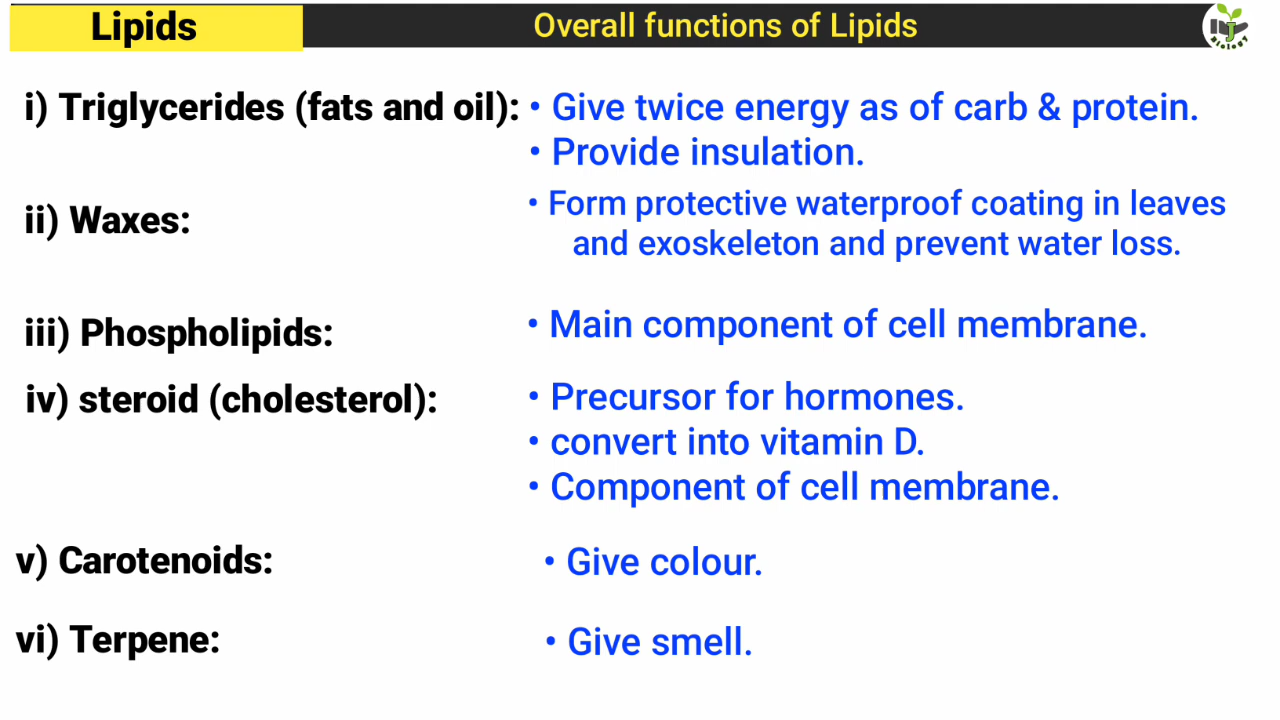 Lipids
Overall functions of Lipids
i) Triglycerides (fats and oil): • Give twice energy as of carb & protein.
• Provide insulation.
ii) Waxes:
• Form protective waterproof coating in leaves
and exoskeleton and prevent water loss.
iii) Phospholipids:
• Main component of cell membrane.
iv) steroid (cholesterol):
• Precursor for hormones.
• convert into vitamin D.
• Component of cell membrane.
v) Carotenoids:
• Give colour.
vi) Terpene:
• Give smell.
Biology